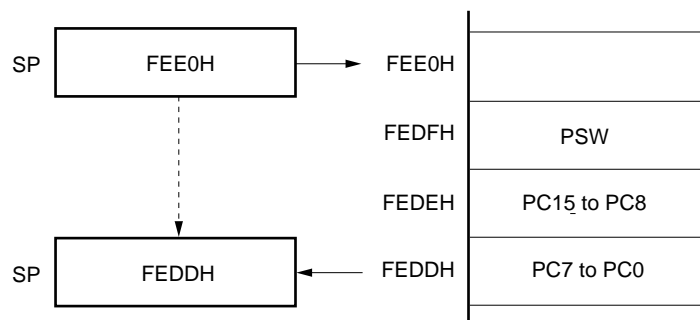 SP FEE0H FEE0H
FEDFH PSW
FEDEH PC15 to PC8
SP FEDDH FEDDH PC7 to PC0